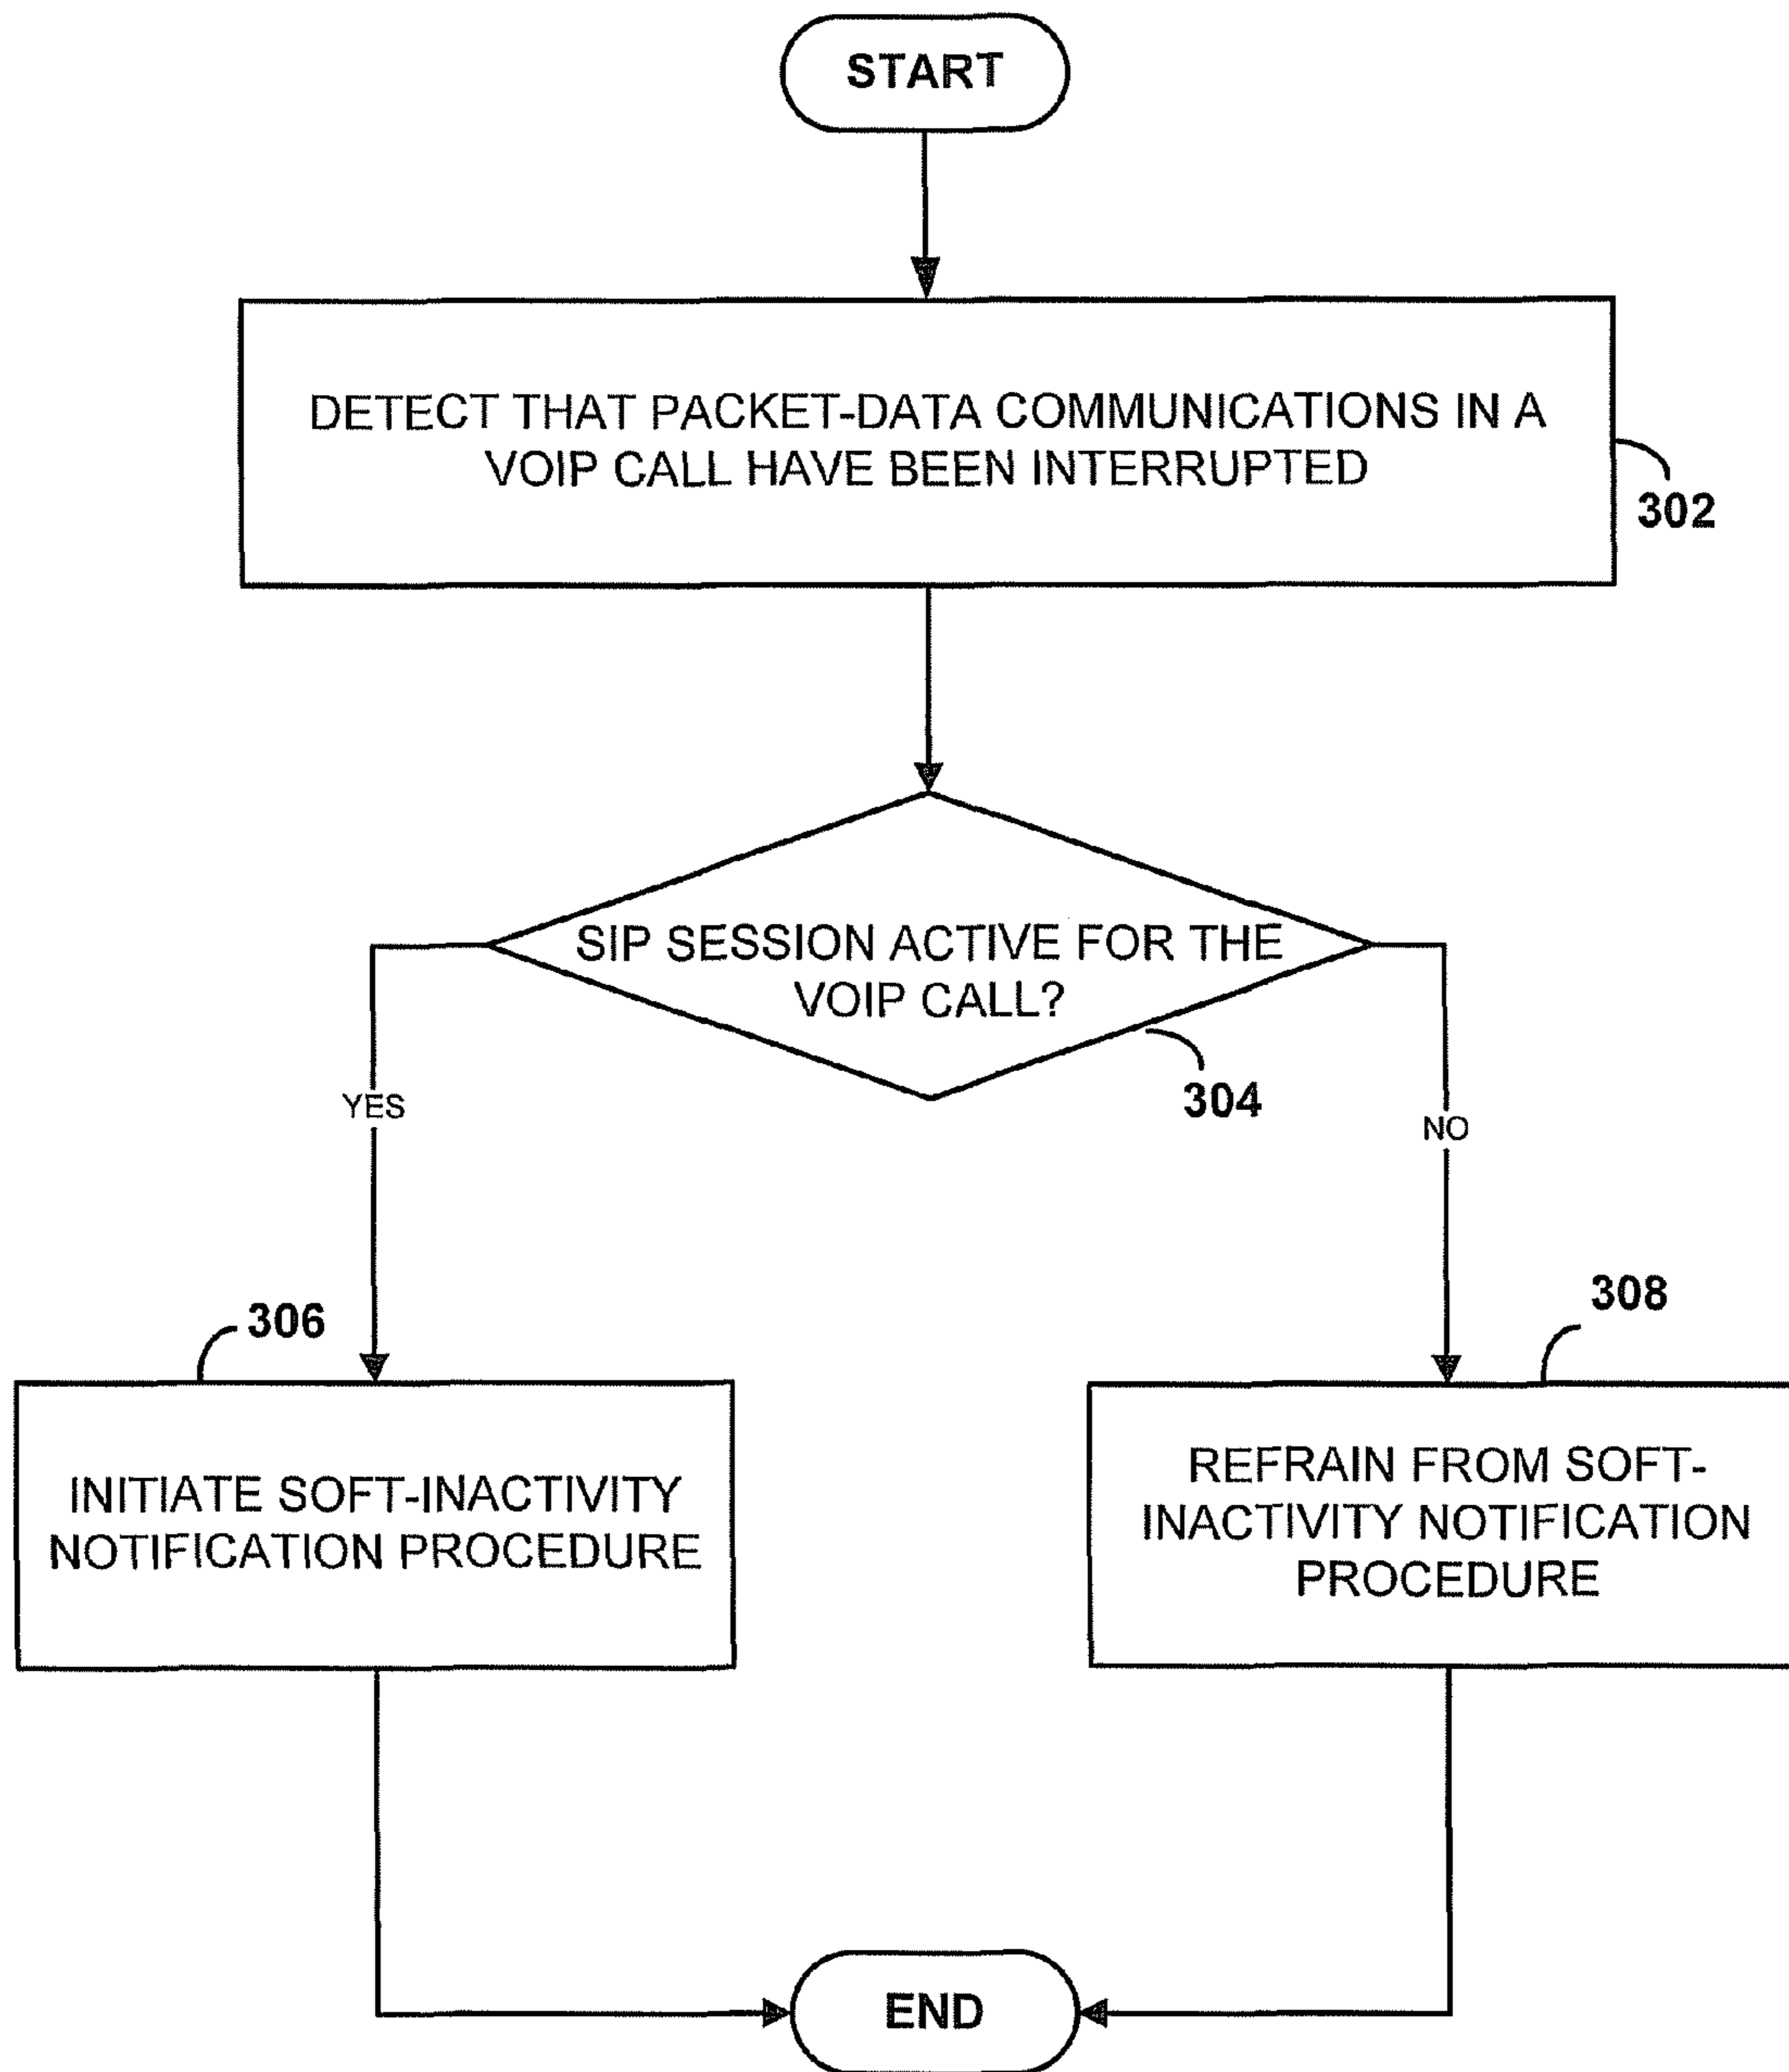 START
DETECT THAT PACKET-DATA COMMUNICATIONS IN A
VOIP CALL HAVE BEEN INTERRUPTED
302
SIP SESSION ACTIVE FOR THE
VOIP CALL?
304
YES
NO
306
308
INITIATE SOFT-INACTIVITY
NOTIFICATION PROCEDURE
REFRAIN FROM SOFT-
INACTIVITY NOTIFICATION
PROCEDURE
END